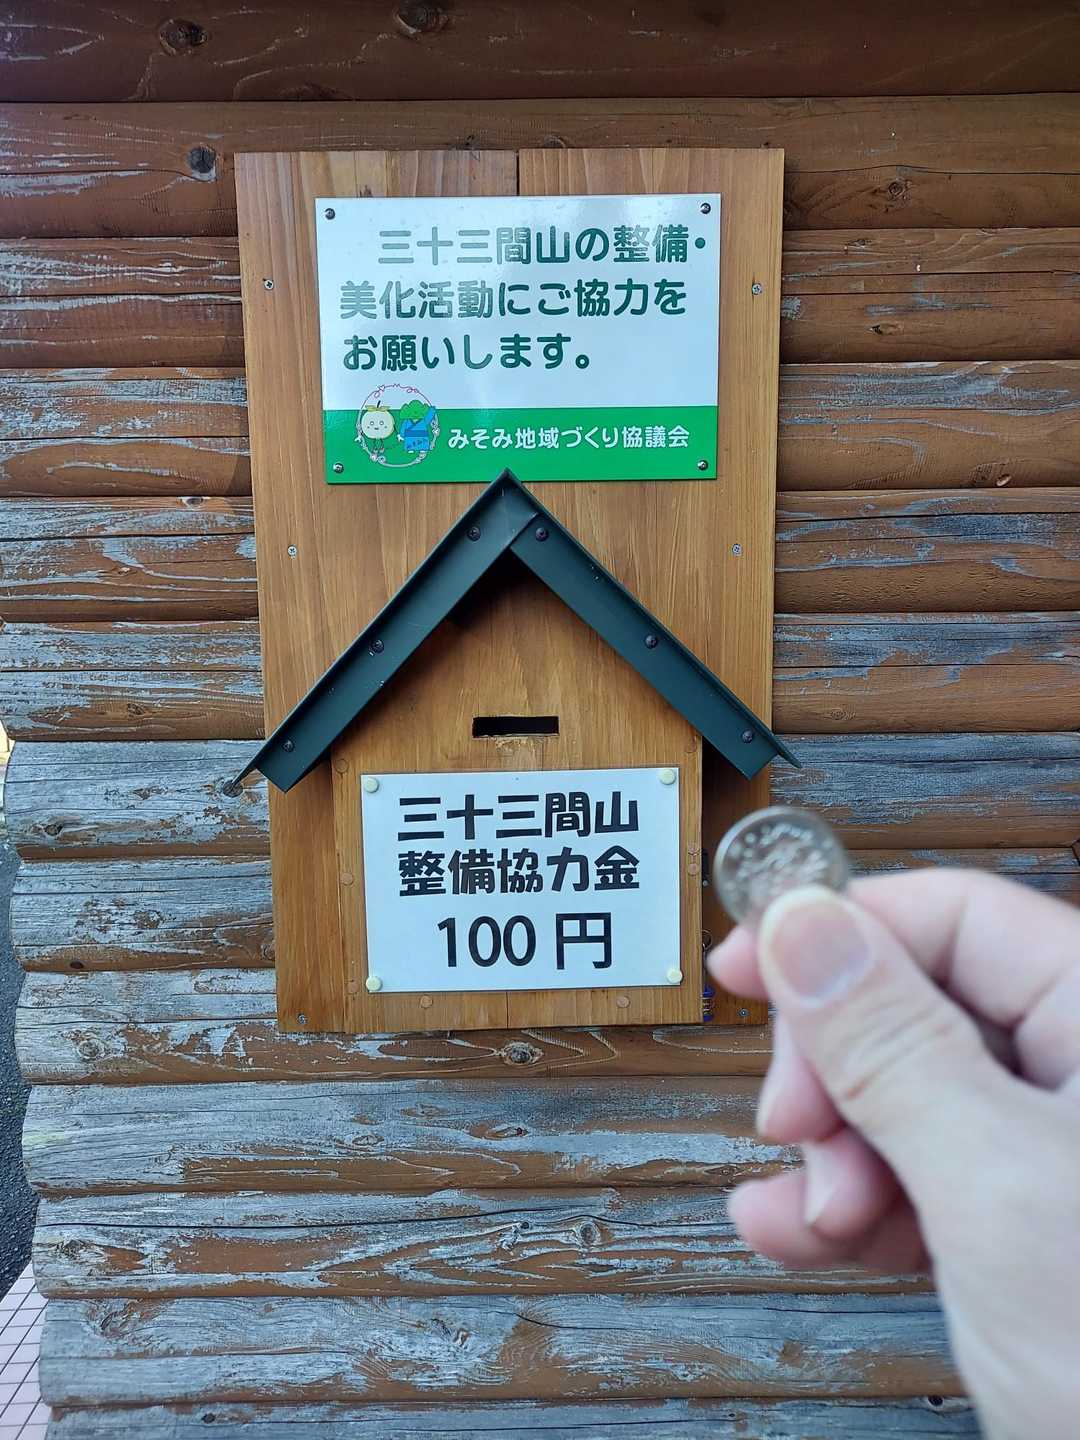 三十三間山の整備・
美化活動にご協力を
お願いします。
みそみ地域づくり協議会
三十三間山
整備協力金
100円